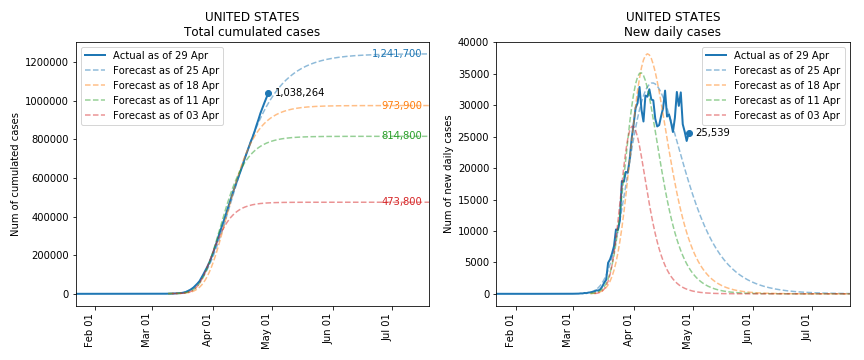 UNITED STATES
Total cumulated cases
Num of cumulated cases
1200000
1000000
800000
600000
400000
200000
0
Actual as of 29 Apr
Forecast as of 25 Apr
Forecast as of 18 Apr
Forecast as of 11 Apr
Forecast as of 03 Apr
1,241,700
1,038,264
973,900
814,800
473,800
Feb 01
Mar 01
Apr 01
May 01
Jun 01
Jul 01
UNITED STATES
New daily cases
Num of new daily cases
40000
35000
30000
25000
20000
15000
10000
5000
0
Actual as of 29 Apr
Forecast as of 25 Apr
Forecast as of 18 Apr
Forecast as of 11 Apr
Forecast as of 03 Apr
25,539
Feb 01
Mar 01
Apr 01
May 01
Jun 01
Jul 01